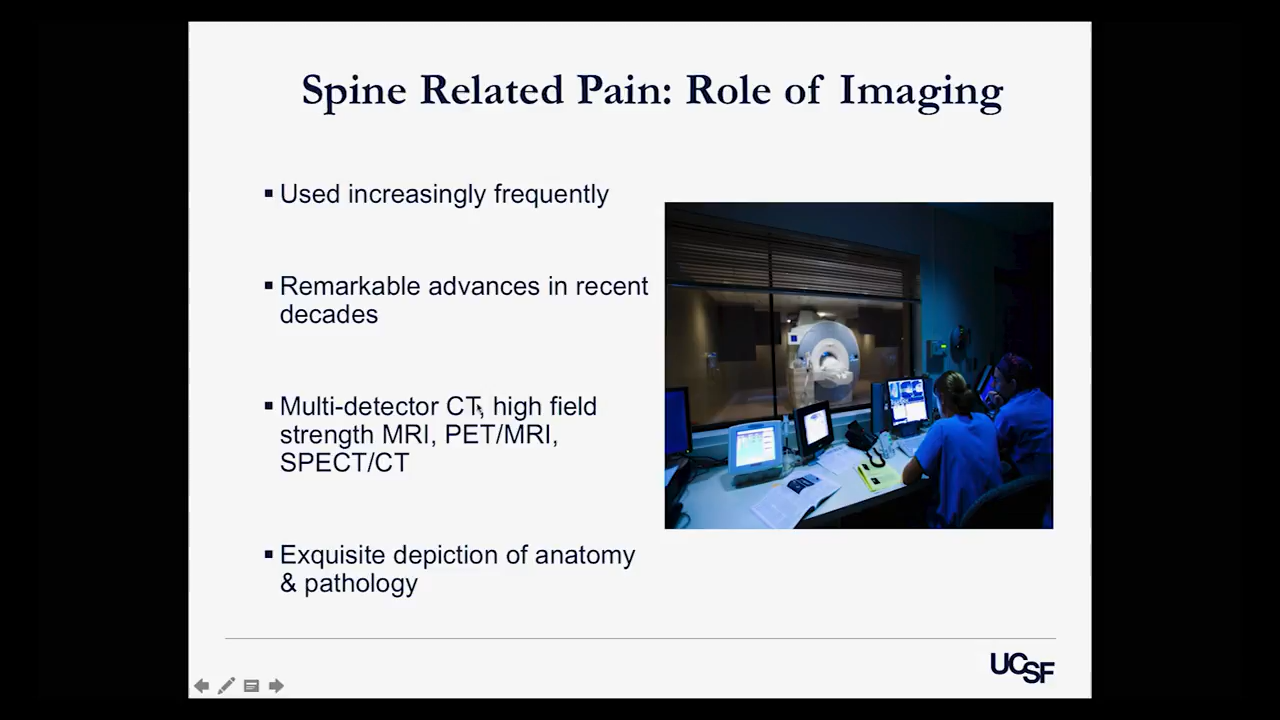 Spine Related Pain: Role of Imaging
▪ Used increasingly frequently
▪ Remarkable advances in recent
decades
▪ Multi-detector CT, high field
strength MRI, PET/MRI,
SPECT/CT
▪ Exquisite depiction of anatomy
& pathology
UCSF